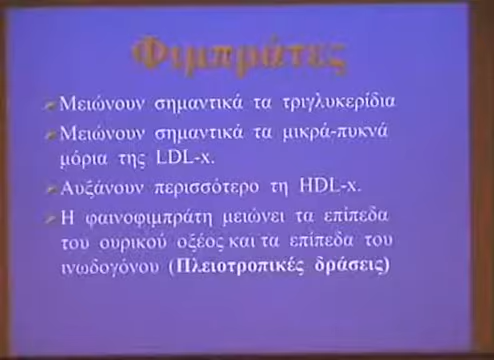 Φιμπράτες
Μειώνουν σημαντικά τα τριγλυκερίδια
Μειώνουν σημαντικά τα μικρά-πυκνά
μόρια της LDL-x.
Αυξάνουν περισσότερο τη HDL-x.
Η φαινοφιμπράτη μειώνει τα επίπεδα
του ουρικού οξέος και τα επίπεδα του
ινωδογόνου (Πλειοτροπικές δράσεις)